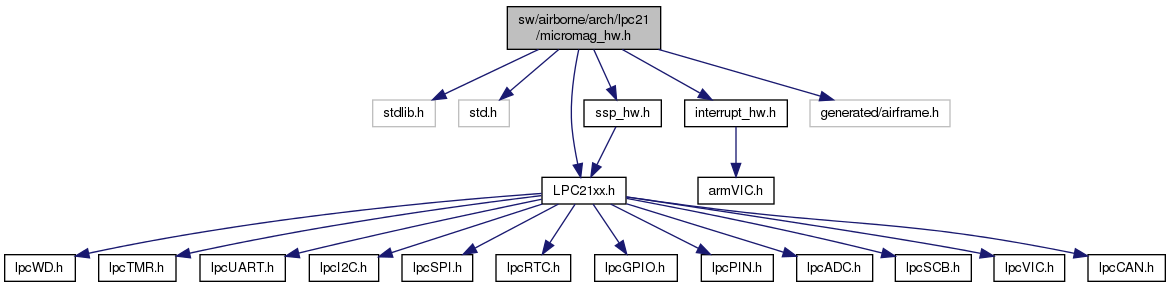 sw/airborne/arch/lpc21
/micromag_hw.h
stdlib.h
std.h
ssp_hw.h
interrupt_hw.h
generated/airframe.h
LPC21xx.h
armVIC.h
lpcWD.h
lpcTMR.h
lpcUART.h
lpcI2C.h
lpcSPI.h
lpcRTC.h
lpcGPIO.h
lpcPIN.h
lpcADC.h
lpcSCB.h
lpcVIC.h
lpcCAN.h